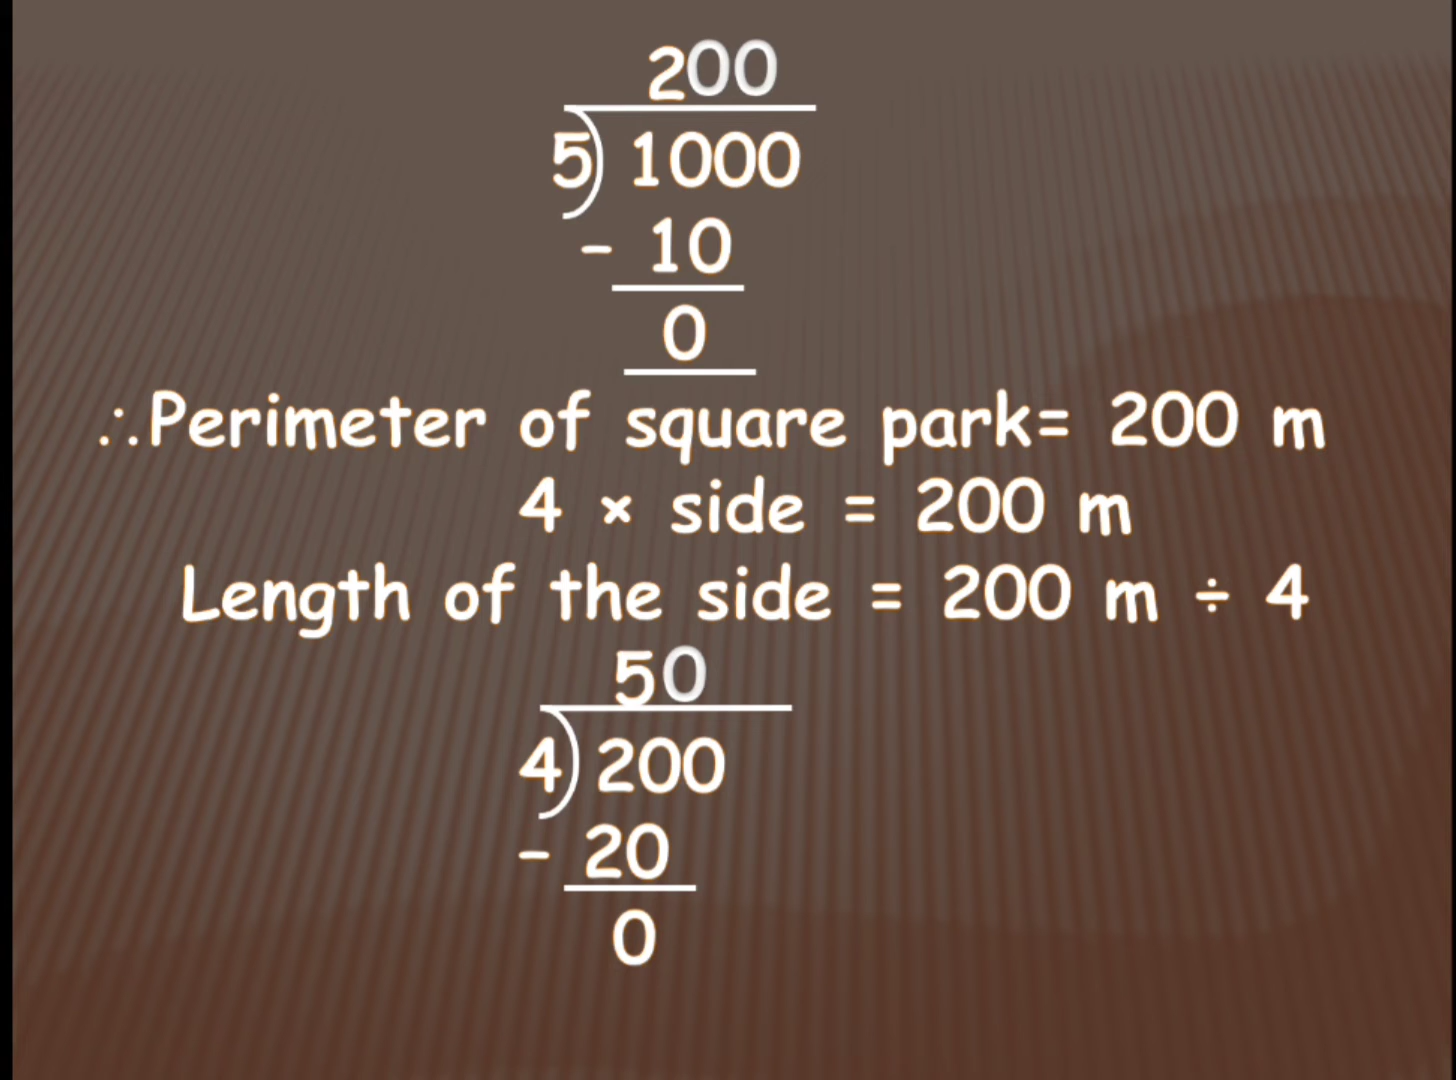 200
5) 1000
- 10
0
∴Perimeter of square park= 200 m
4 × side = 200 m
Length of the side = 200 m ÷ 4
50
4) 200
- 20
0